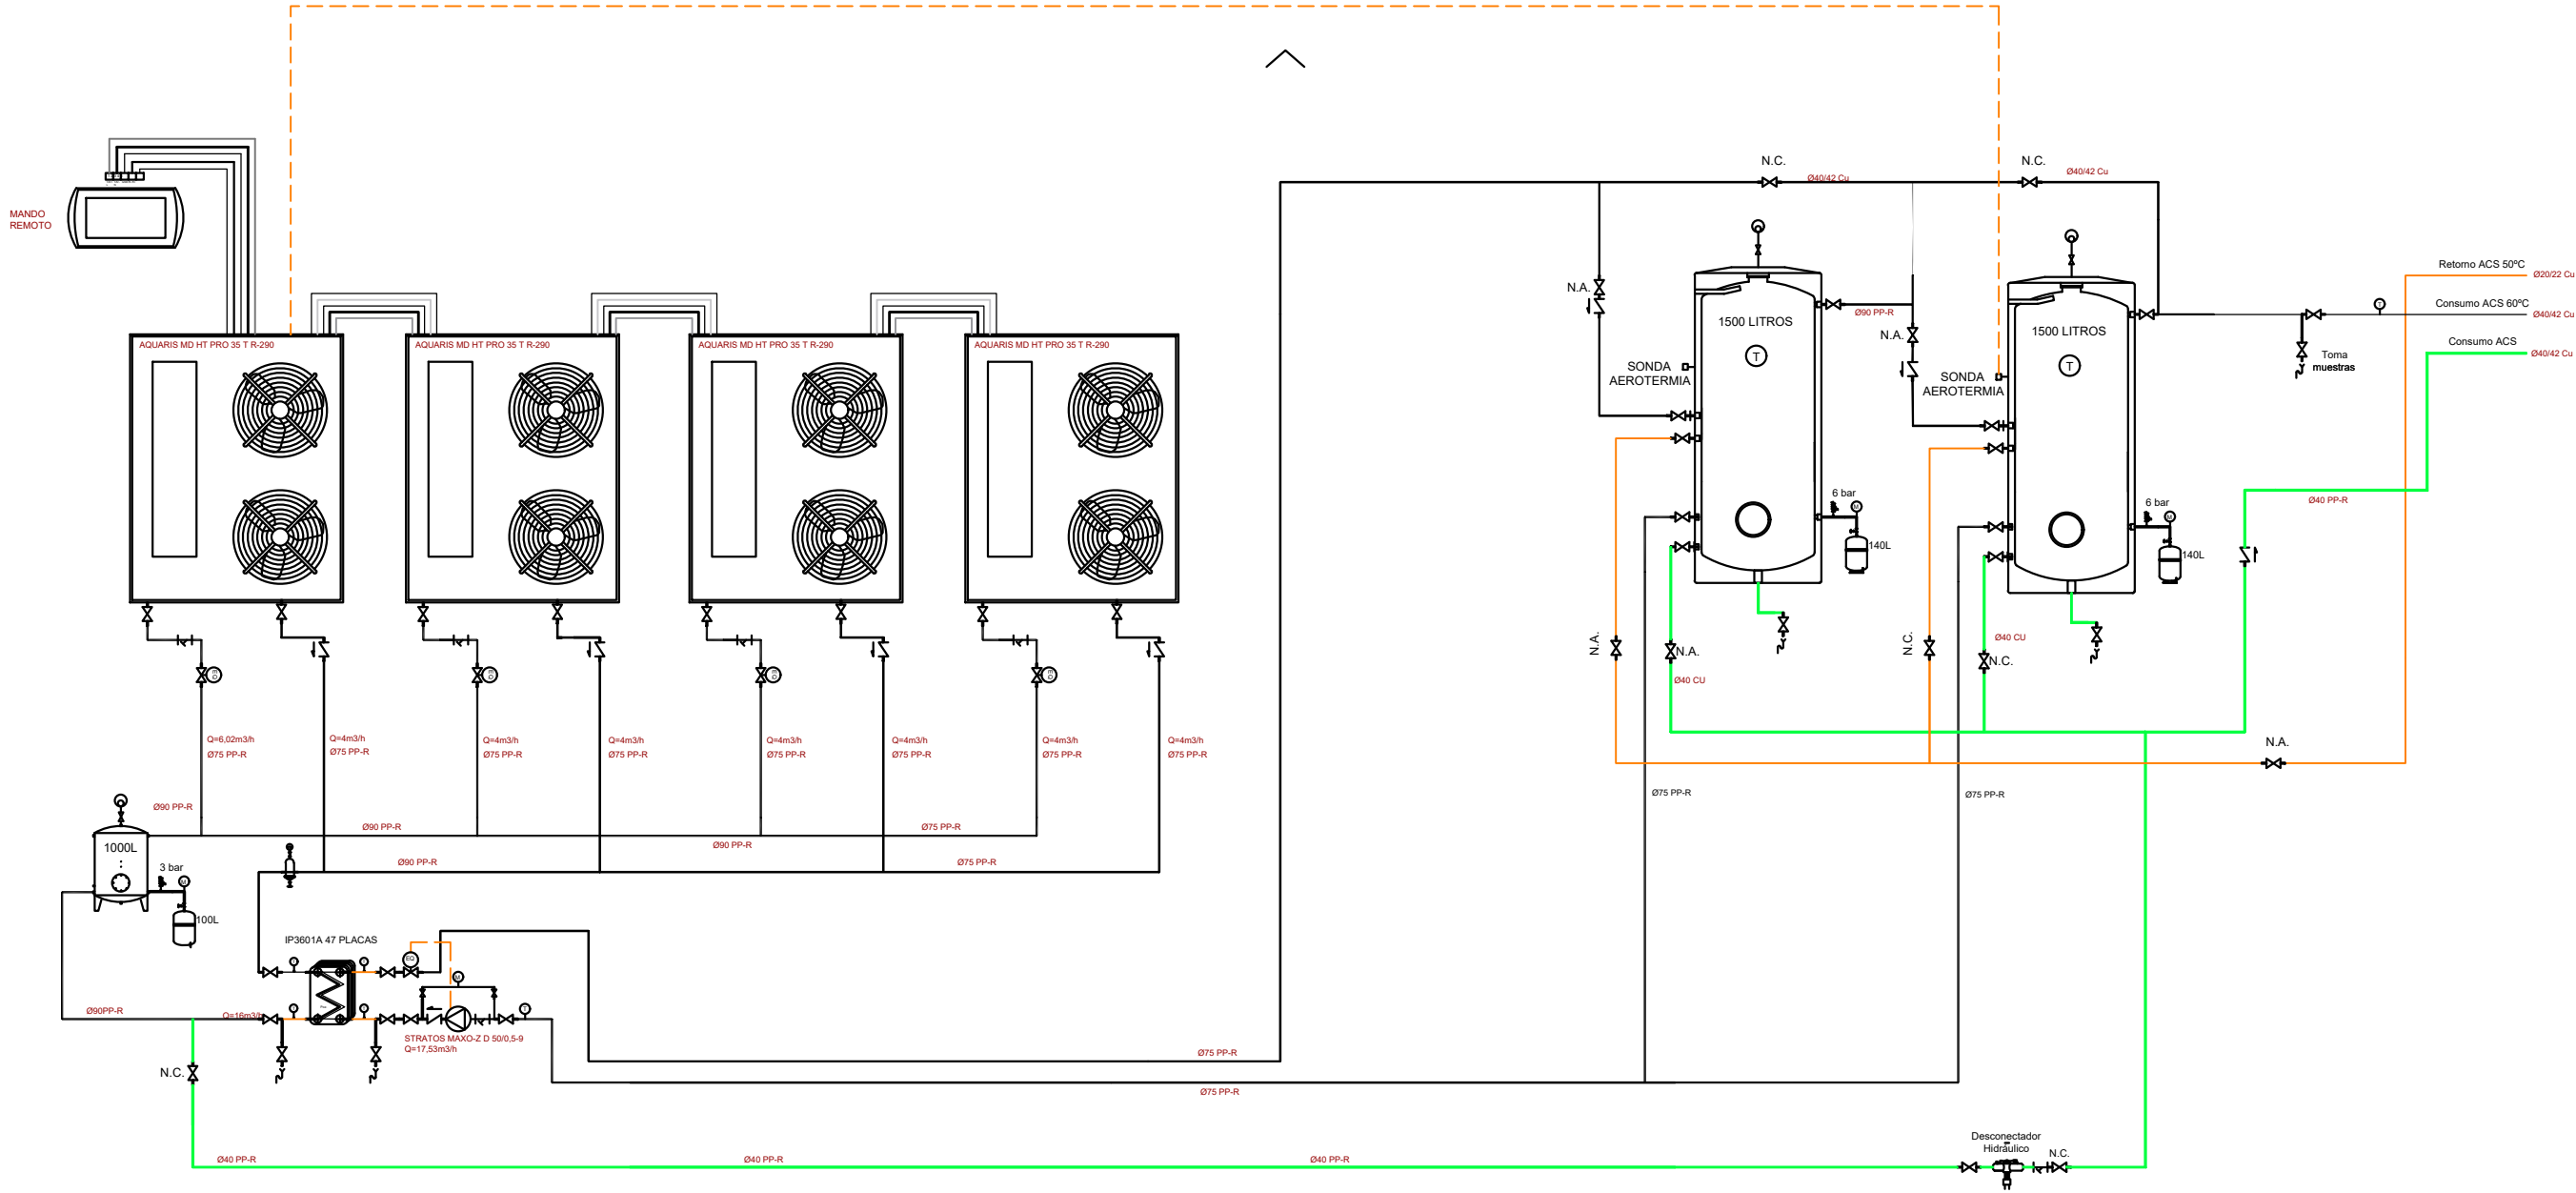 N.C.
N.C.
Ø40/42 Cu
Ø40/42 Cu
MANDO
REMOTO
Retorno ACS 50ºC
Ø20/22 Cu
Consumo ACS 60ºC
Ø40/42 Cu
Consumo ACS
Ø40/42 Cu
T
Toma
muestras
N.A.
Ø90 PP-R
N.A.
1500 LITROS
T
1500 LITROS
T
SONDA
AEROTERMIA
SONDA
AEROTERMIA
AQUARIS MD HT PRO 35 T R-290
AQUARIS MD HT PRO 35 T R-290
AQUARIS MD HT PRO 35 T R-290
AQUARIS MD HT PRO 35 T R-290
6 bar
M
140L
6 bar
M
140L
Ø40 PP-R
N.A.
N.A.
Ø40 CU
N.C.
Ø40 CU
N.C.
N.A.
EQ
EQ
EQ
EQ
Q=6,02m3/h
Ø75 PP-R
Q=4m3/h
Ø75 PP-R
Q=4m3/h
Ø75 PP-R
Q=4m3/h
Ø75 PP-R
Q=4m3/h
Ø75 PP-R
Q=4m3/h
Ø75 PP-R
Q=4m3/h
Ø75 PP-R
Q=4m3/h
Ø75 PP-R
Ø75 PP-R
Ø75 PP-R
Ø90 PP-R
Ø90 PP-R
Ø90 PP-R
Ø75 PP-R
Ø90 PP-R
Ø75 PP-R
1000L
3 bar
M
100L
IP3601A 47 PLACAS
EQ
M
T
Ø90PP-R
Q=16m3/h
STRATOS MAXO-Z D 50/0,5-9
Q=17,53m3/h
N.C.
Ø75 PP-R
Ø75 PP-R
Ø40 PP-R
Ø40 PP-R
Ø40 PP-R
Desconectador
Hidráulico
N.C.